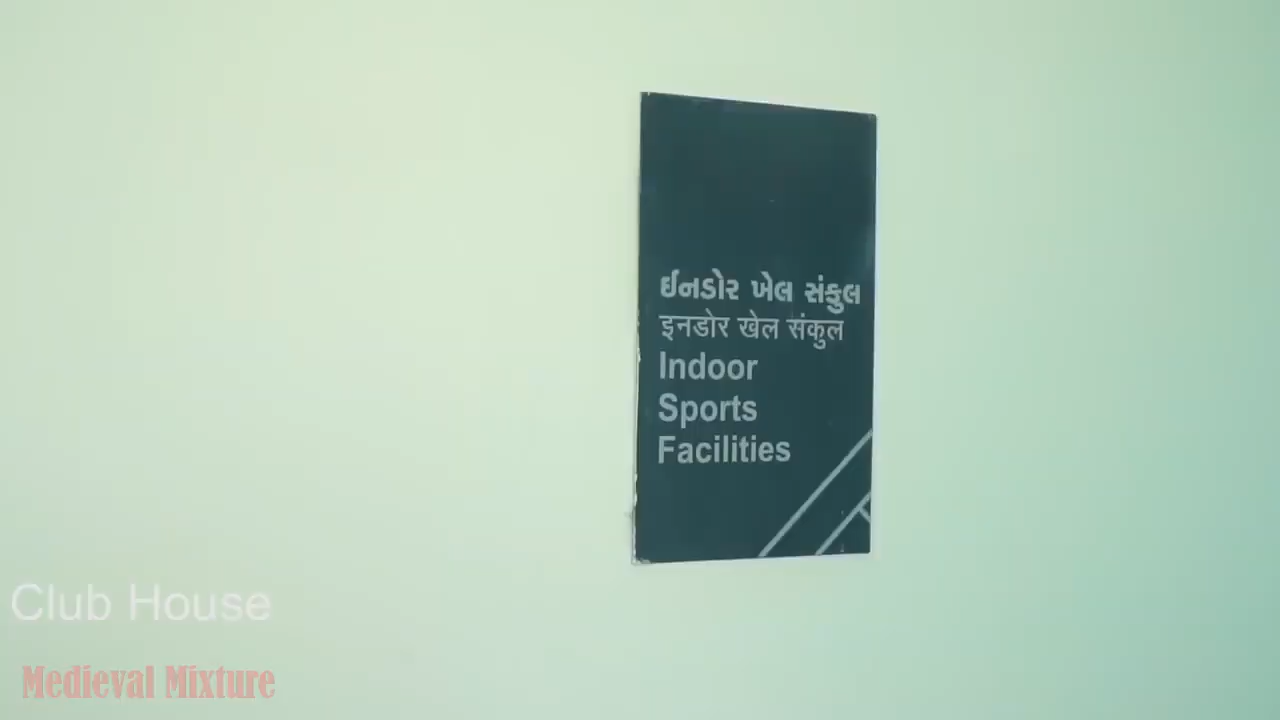 ઈનડોર ખેલ સંકુલ
इनडोर खेल संकुल
Indoor
Sports
Facilities
Club House
Medieval Mixture